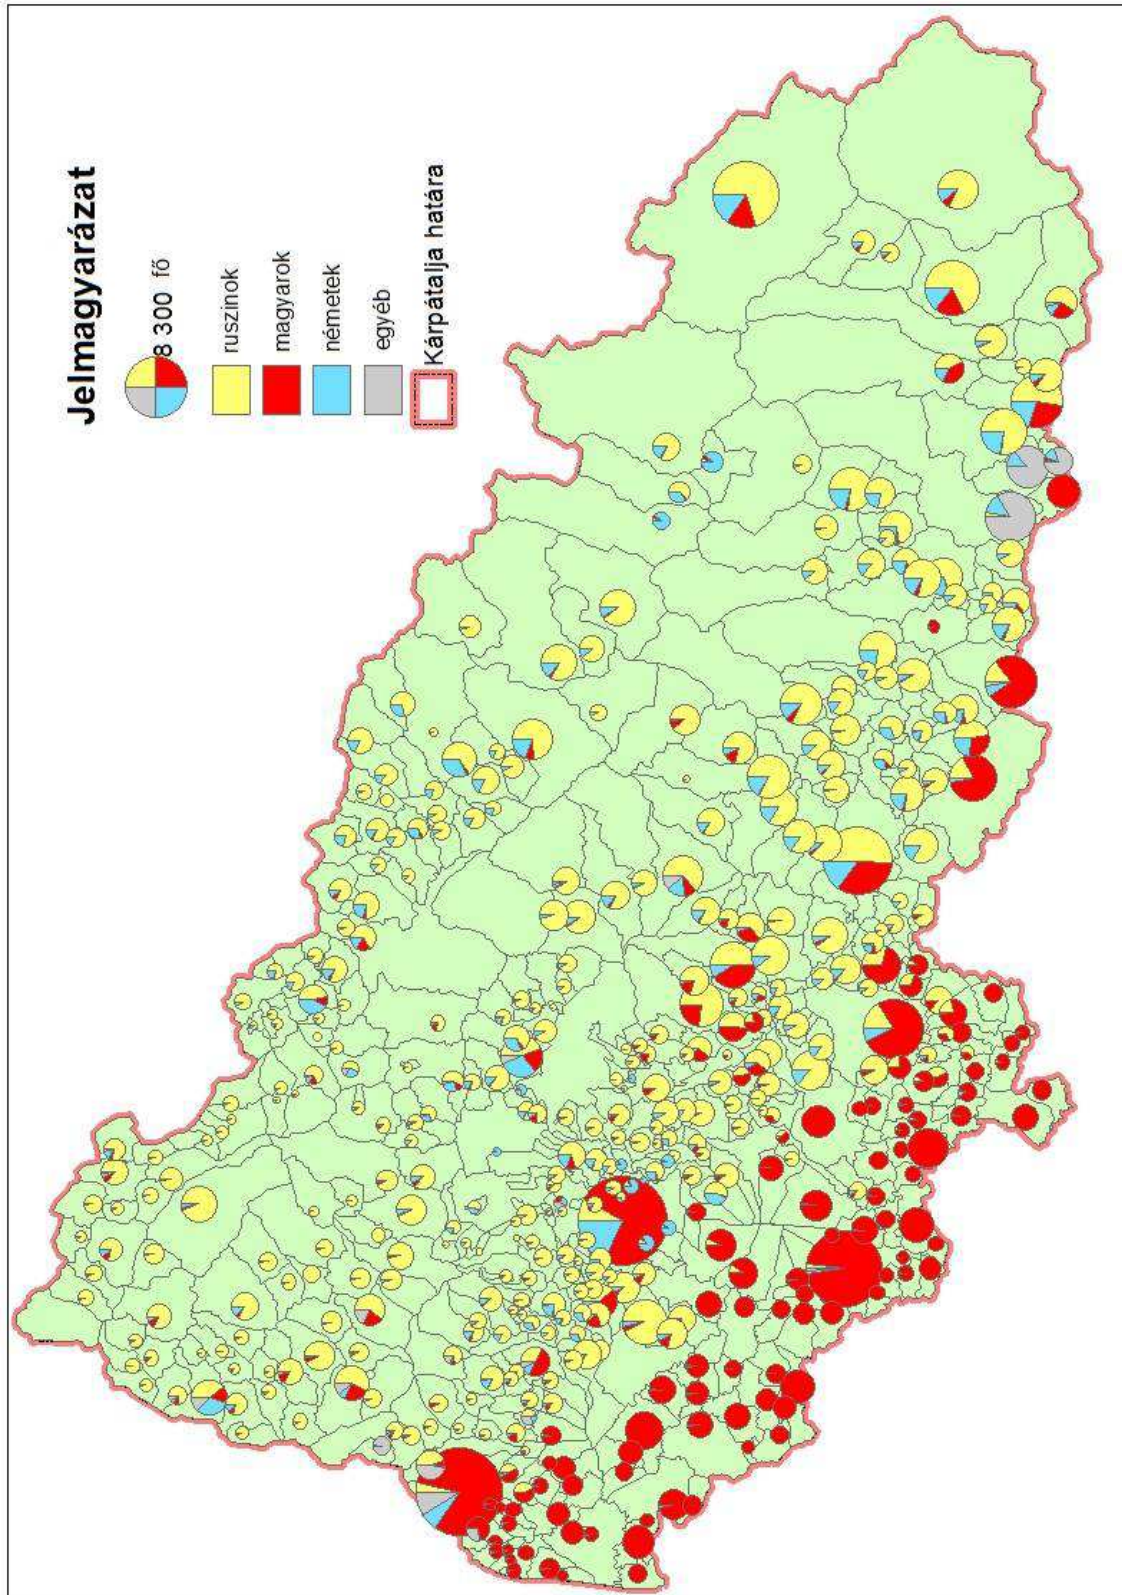 Jelmagyarázat
8 300 fő
ruszinok
magyarok
németek
egyéb
Kárpátalja határa